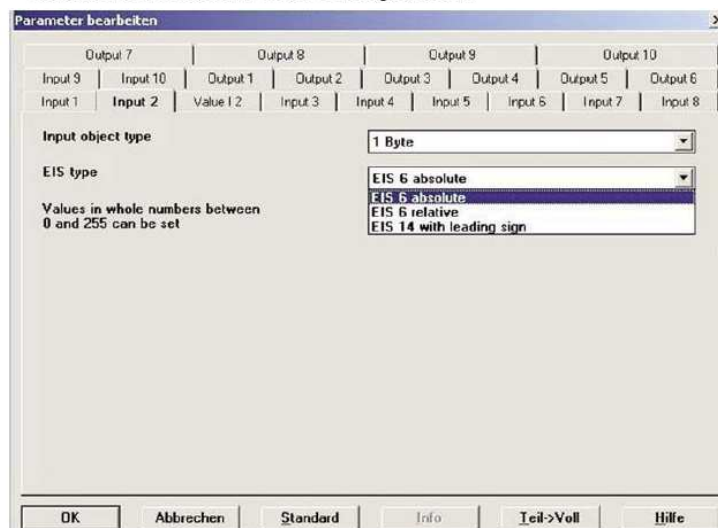 Parameter bearbeiten
Output 7 Output 8 Output 9 Output 10
Input 9 Input 10 Output 1 Output 2 Output 3 Output 4 Output 5 Output 6
Input 1 Input 2 Value I 2 Input 3 Input 4 Input 5 Input 6 Input 7 Input 8
Input object type 1 Byte
EIS type EIS 6 absolute
EIS 6 absolute
EIS 6 relative
EIS 14 with leading sign
Values in whole numbers between
0 and 255 can be set
OK Abbrechen Standard Info Teil->Voll Hilfe